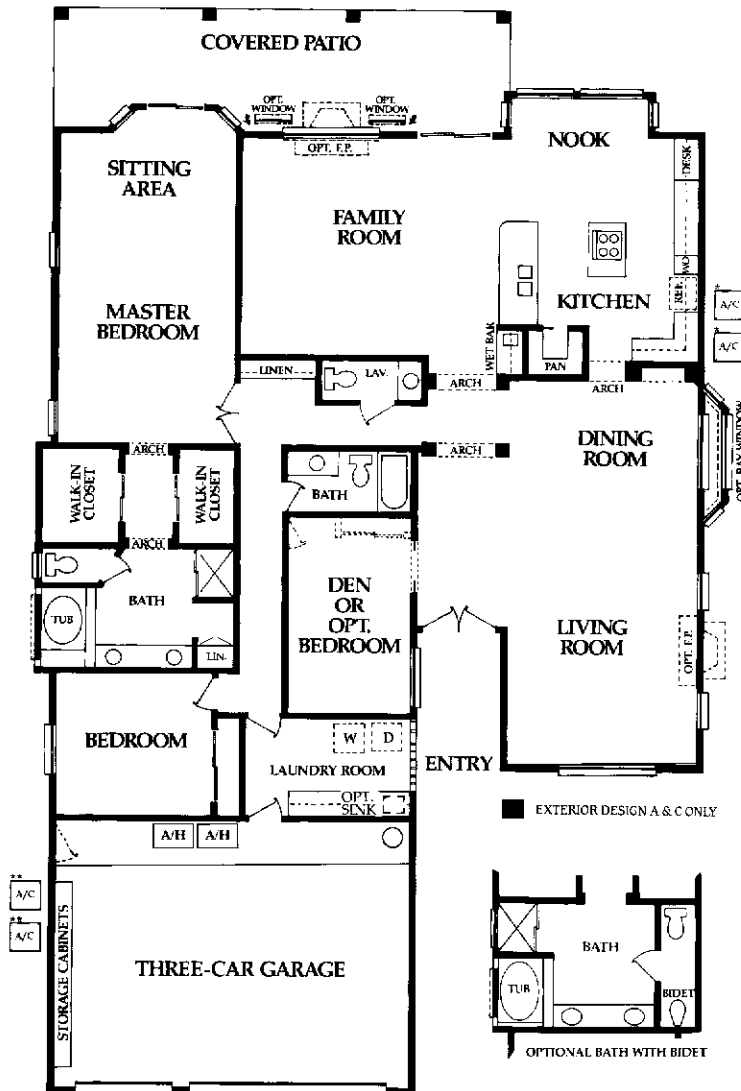 COVERED PATIO
OPT.
WINDOW
OPT.
WINDOW
OPT. F.P.
NOOK
DESK
SITTING
AREA
FAMILY
ROOM
MASTER
BEDROOM
KITCHEN
WO
REF.
*
A/C
*
A/C
WET BAR
PAN
LINEN
LAV.
ARCH
ARCH
ARCH
ARCH
WALK-IN
CLOSET
WALK-IN
CLOSET
DINING
ROOM
OPT. BAY WINDOW
BATH
ARCH
BATH
TUB
LIN.
DEN
OR
OPT.
BEDROOM
LIVING
ROOM
OPT. F.P.
BEDROOM
W
D
LAUNDRY ROOM
OPT.
SINK
ENTRY
EXTERIOR DESIGN A & C ONLY
A/H
A/H
**
A/C
**
A/C
STORAGE CABINETS
THREE-CAR GARAGE
BATH
TUB
BIDET
OPTIONAL BATH WITH BIDET